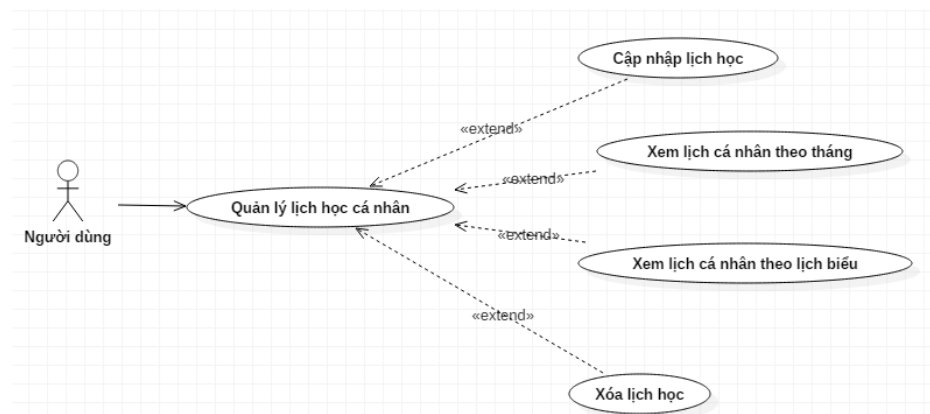 Cập nhập lịch học
«extend»
Xem lịch cá nhân theo tháng
«extend»
Quản lý lịch học cá nhân
Người dùng
«extend»
Xem lịch cá nhân theo lịch biểu
«extend»
Xóa lịch học